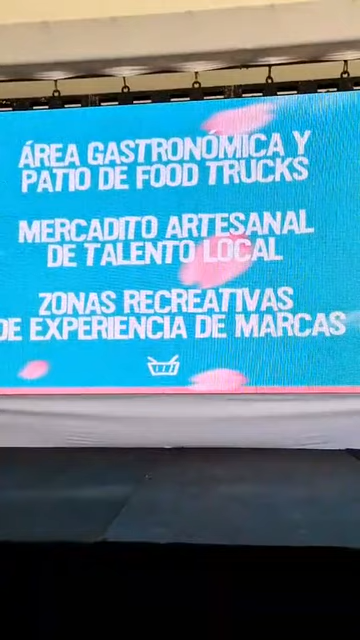 ÁREA GASTRONÓMICA Y
PATIO DE FOOD TRUCKS
MERCADITO ARTESANAL
DE TALENTO LOCAL
ZONAS RECREATIVAS
DE EXPERIENCIA DE MARCAS